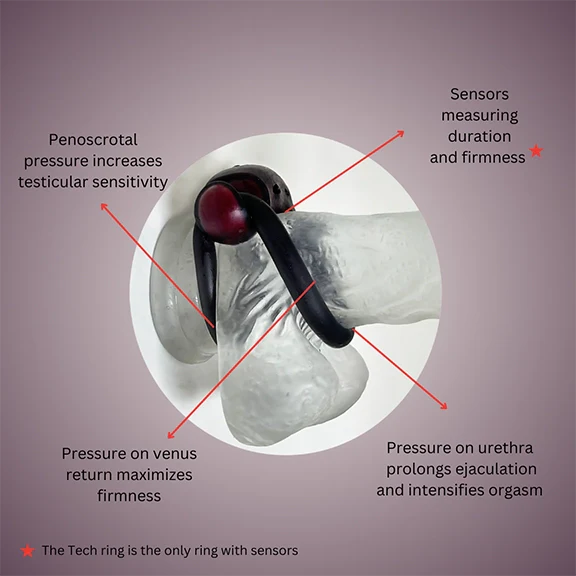 Sensors
measuring
duration
and firmness
Penoscrotal
pressure increases
testicular sensitivity
Pressure on venus
return maximizes
firmness
Pressure on urethra
prolongs ejaculation
and intensifies orgasm
The Tech ring is the only ring with sensors